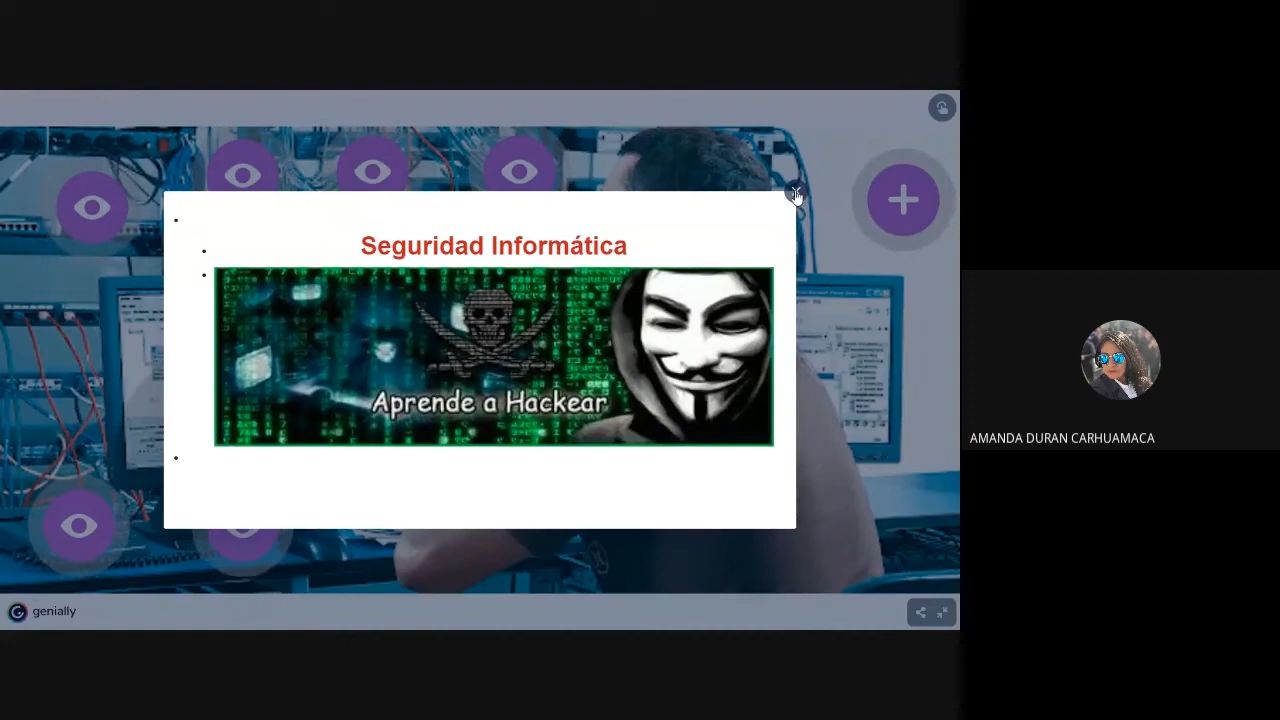 Seguridad Informática
Aprende a Hackear
AMANDA DURAN CARHUAMACA
genially